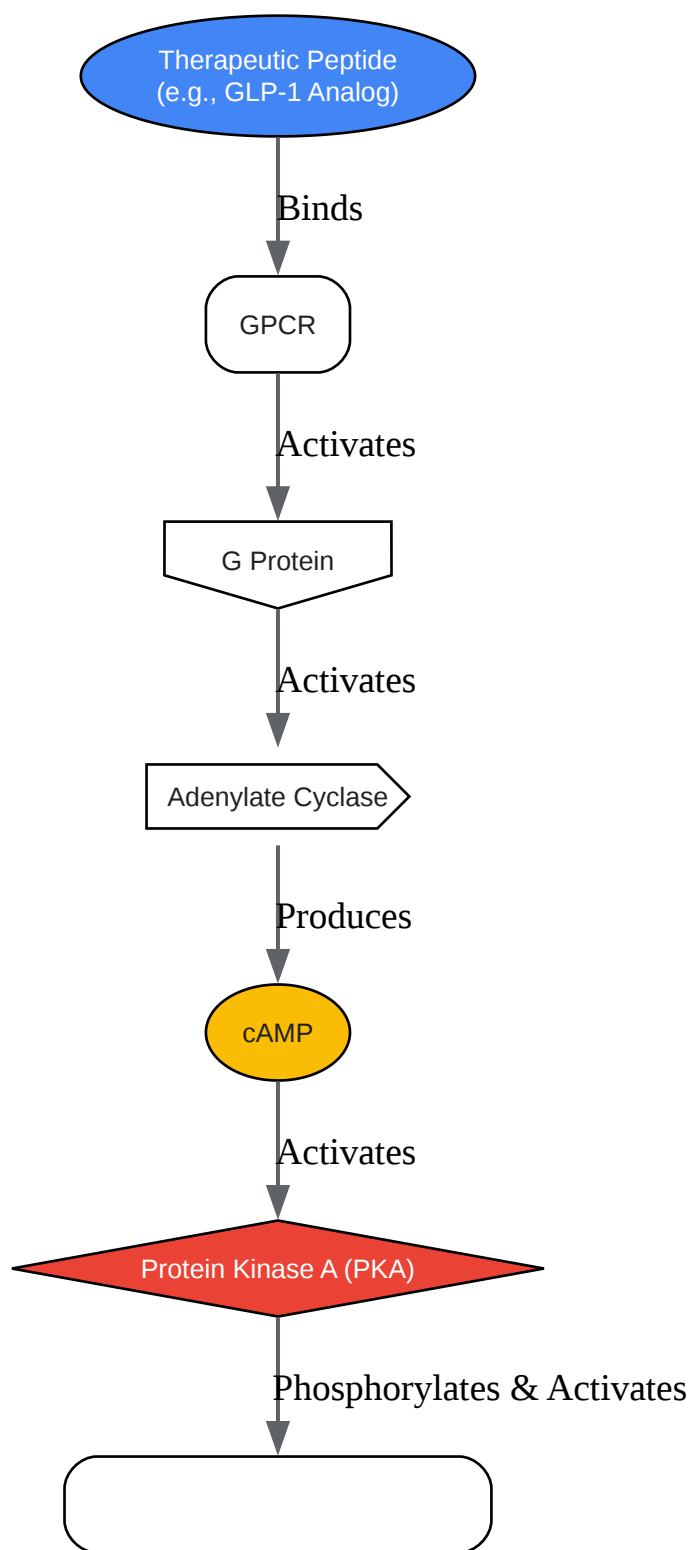 Therapeutic Peptide
(e.g., GLP-1 Analog)
Binds
GPCR
Activates
G Protein
Activates
Adenylate Cyclase
Produces
cAMP
Activates
Protein Kinase A (PKA)
Phosphorylates & Activates